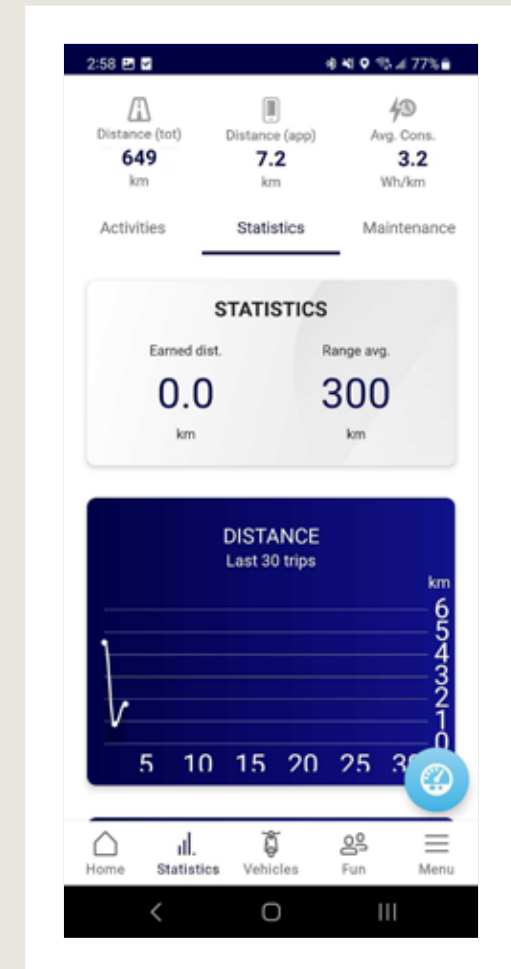 2:58 77%
Distance (tot) Distance (app) Avg. Cons.
649 7.2 3.2
km km Wh/km
Activities Statistics Maintenance
STATISTICS
Earned dist. Range avg.
0.0 300
km km
DISTANCE
Last 30 trips
km
6
5
4
3
2
1
0
5 10 15 20 25
Home Statistics Vehicles Fun Menu